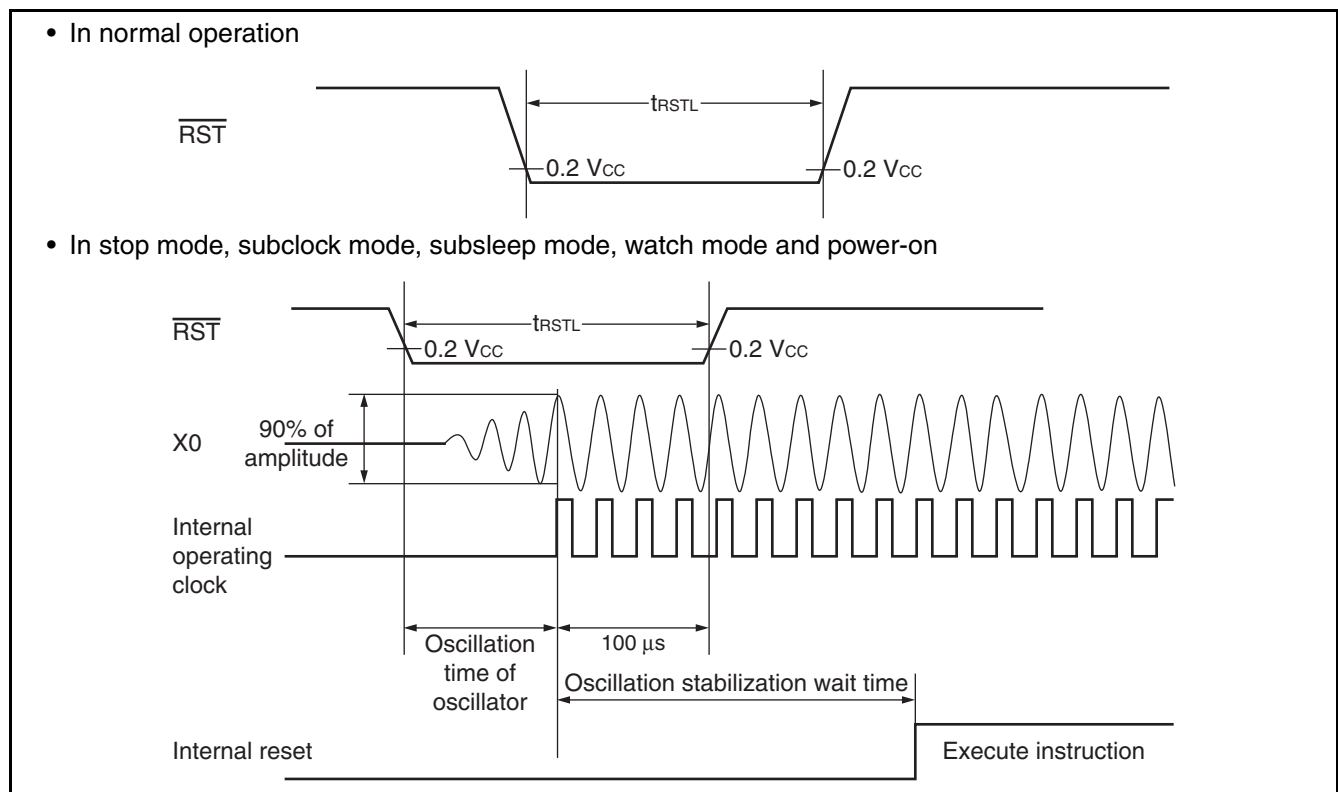 • In normal operation
tRSTL
RST
0.2 VCC
0.2 VCC
• In stop mode, subclock mode, subsleep mode, watch mode and power-on
RST
tRSTL
0.2 VCC
0.2 VCC
X0
90% of
amplitude
Internal
operating
clock
Oscillation
time of
oscillator
100 μs
Oscillation stabilization wait time
Internal reset
Execute instruction